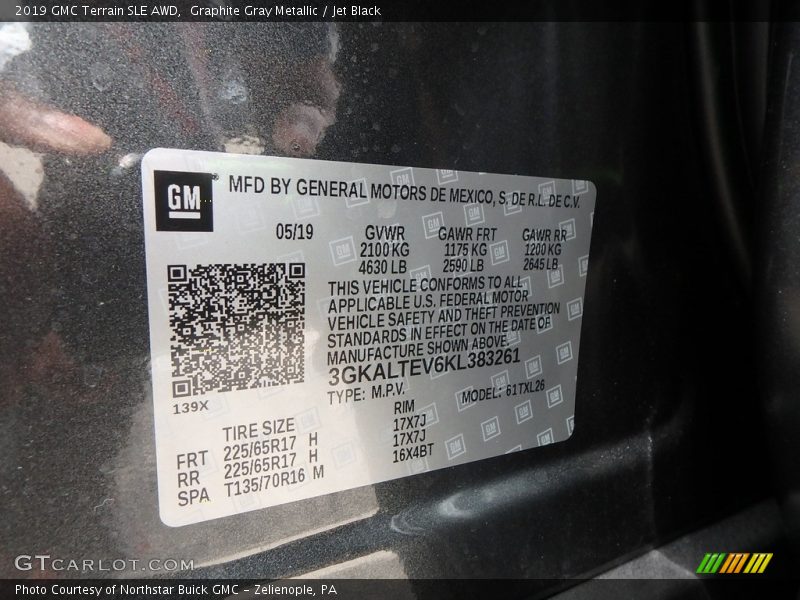 2019 GMC Terrain SLE AWD,  Graphite Gray Metallic / Jet Black
GM
MFD BY GENERAL MOTORS DE MEXICO, S. DE R.L. DE C.V.
05/19 GVWR GAWR FRT GAWR RR
2100 KG 1175 KG 1200 KG
4630 LB 2590 LB 2645 LB
THIS VEHICLE CONFORMS TO ALL
APPLICABLE U.S. FEDERAL MOTOR
VEHICLE SAFETY AND THEFT PREVENTION
STANDARDS IN EFFECT ON THE DATE OF
MANUFACTURE SHOWN ABOVE.
3GKALTEV6KL383261
TYPE: M.P.V. MODEL: 61TXL26
139X
TIRE SIZE RIM
FRT 225/65R17 H 17X7J
RR 225/65R17 H 17X7J
SPA T135/70R16 M 16X4BT
GTCARLOT.COM
Photo Courtesy of Northstar Buick GMC - Zelienople, PA